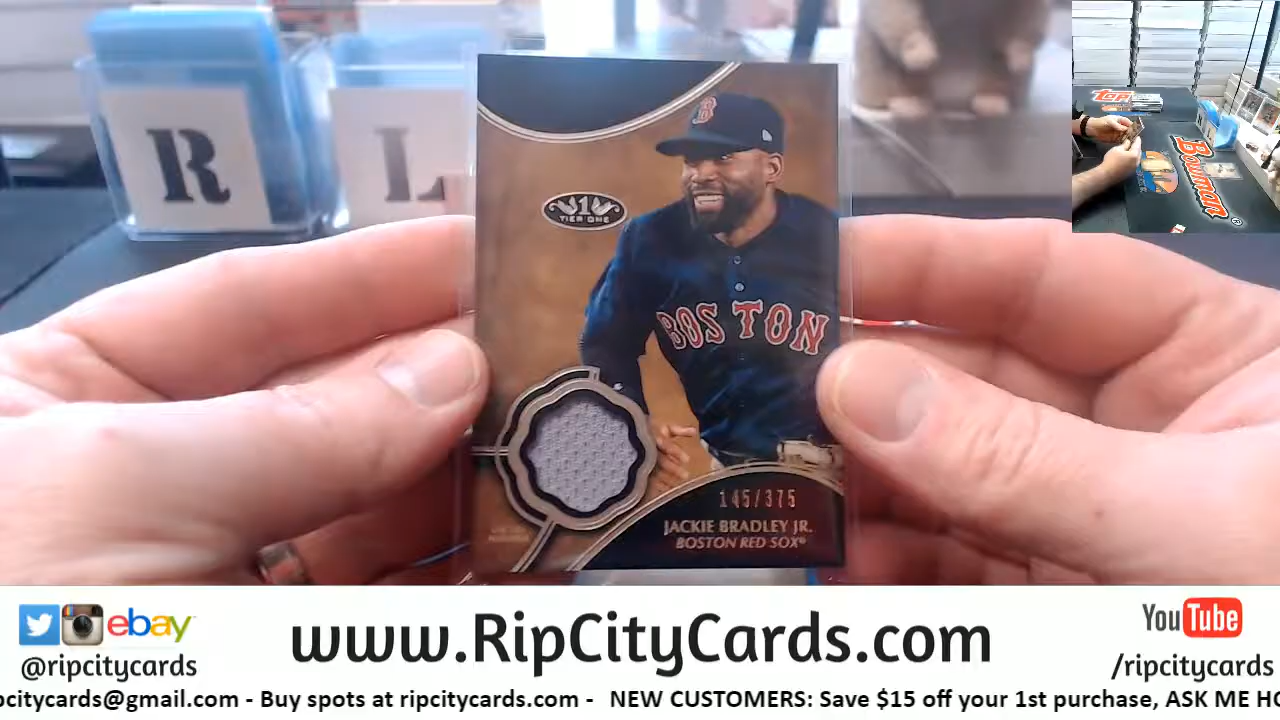 R
L
B
1
TIER ONE
BOSTON
145/375
JACKIE BRADLEY JR.
BOSTON RED SOX®
Topps
Bowman®
ebay
@ripcitycards
www.RipCityCards.com
YouTube
/ripcitycards
pcitycards@gmail.com - Buy spots at ripcitycards.com - NEW CUSTOMERS: Save $15 off your 1st purchase, ASK ME HO